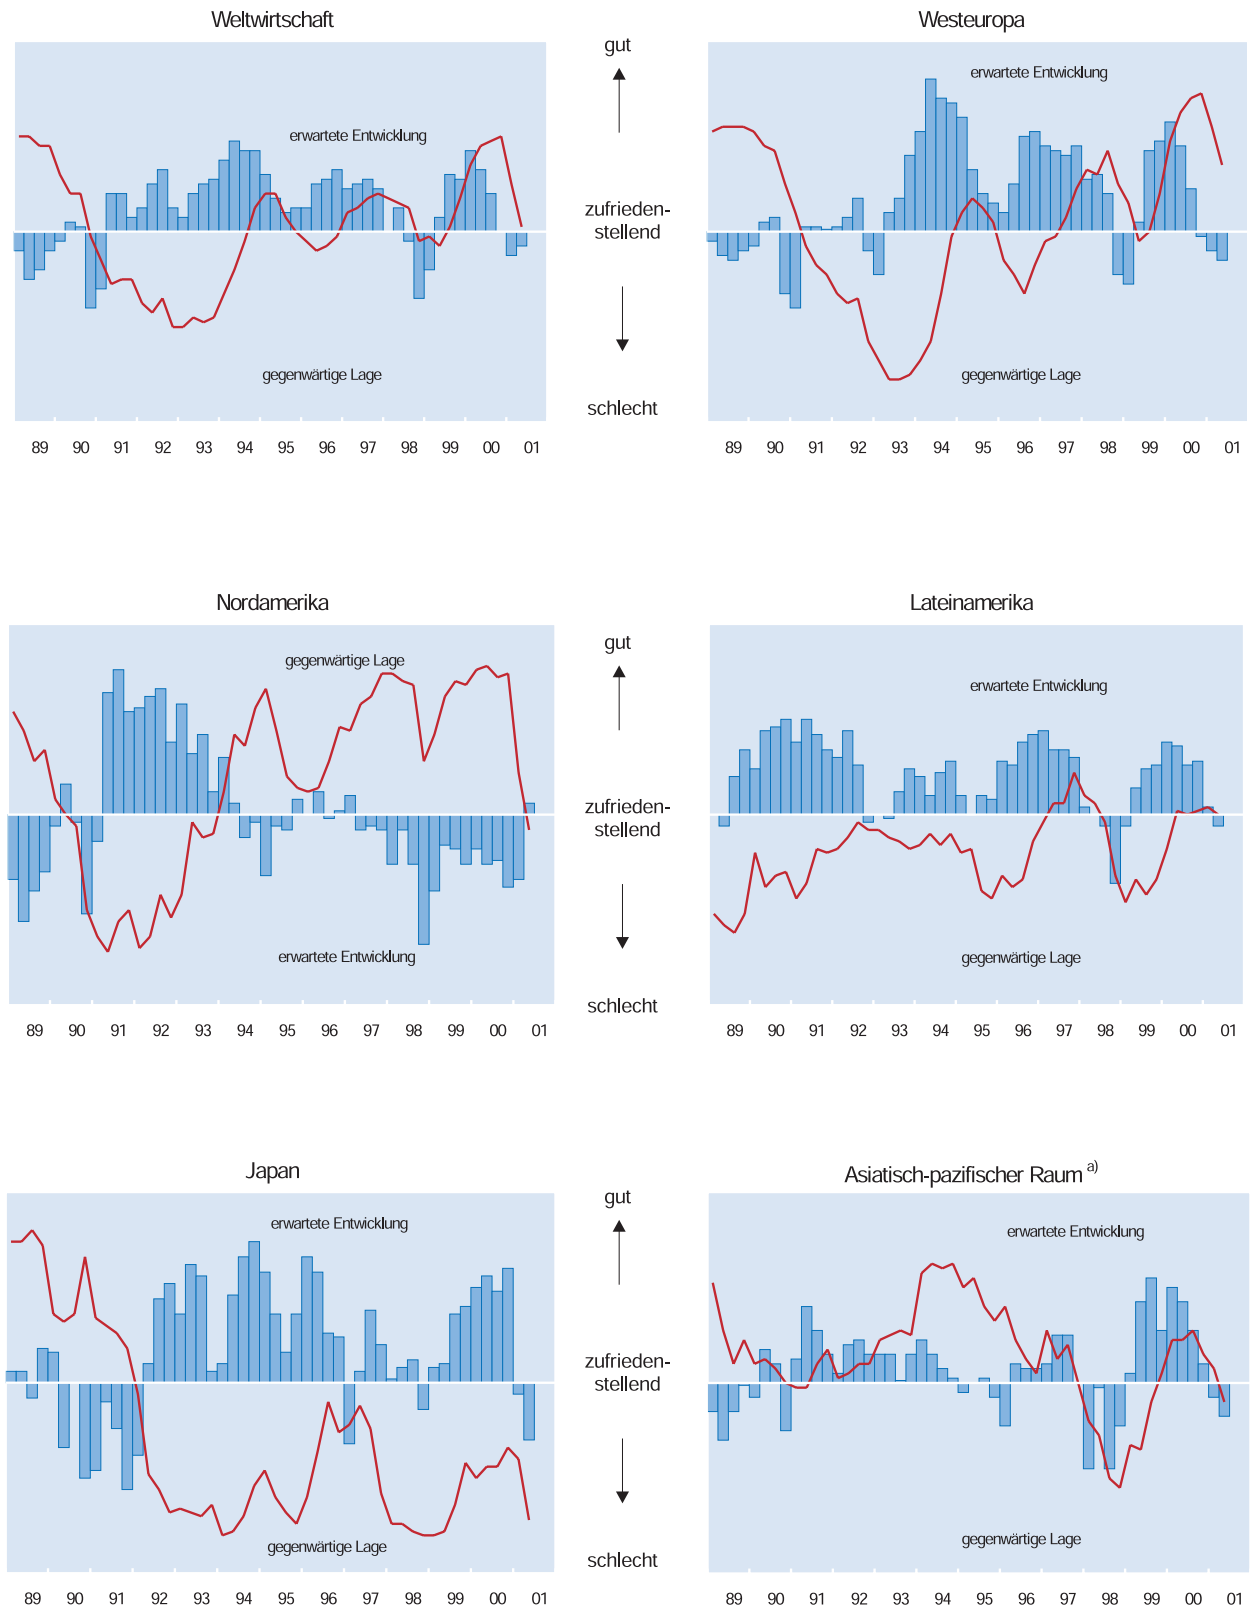 Weltwirtschaft
Westeuropa
gut
erwartete Entwicklung
erwartete Entwicklung
zufrieden-
stellend
gegenwärtige Lage
gegenwärtige Lage
schlecht
89 90 91 92 93 94 95 96 97 98 99 00 01
89 90 91 92 93 94 95 96 97 98 99 00 01
Nordamerika
Lateinamerika
gut
gegenwärtige Lage
erwartete Entwicklung
zufrieden-
stellend
erwartete Entwicklung
gegenwärtige Lage
schlecht
89 90 91 92 93 94 95 96 97 98 99 00 01
89 90 91 92 93 94 95 96 97 98 99 00 01
Japan
Asiatisch-pazifischer Raum a)
gut
erwartete Entwicklung
erwartete Entwicklung
zufrieden-
stellend
gegenwärtige Lage
gegenwärtige Lage
schlecht
89 90 91 92 93 94 95 96 97 98 99 00 01
89 90 91 92 93 94 95 96 97 98 99 00 01